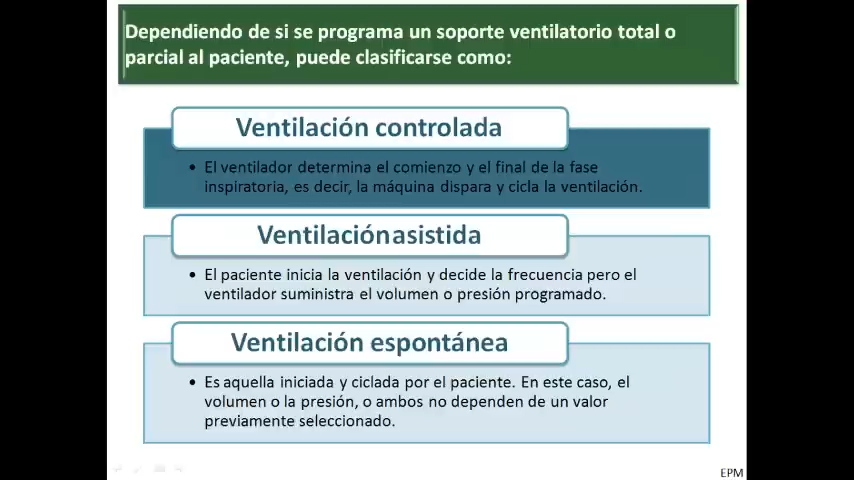 Dependiendo de si se programa un soporte ventilatorio total o
parcial al paciente, puede clasificarse como:
Ventilación controlada
• El ventilador determina el comienzo y el final de la fase
inspiratoria, es decir, la máquina dispara y cicla la ventilación.
Ventilación asistida
• El paciente inicia la ventilación y decide la frecuencia pero el
ventilador suministra el volumen o presión programado.
Ventilación espontánea
• Es aquella iniciada y ciclada por el paciente. En este caso, el
volumen o la presión, o ambos no dependen de un valor
previamente seleccionado.
EPM